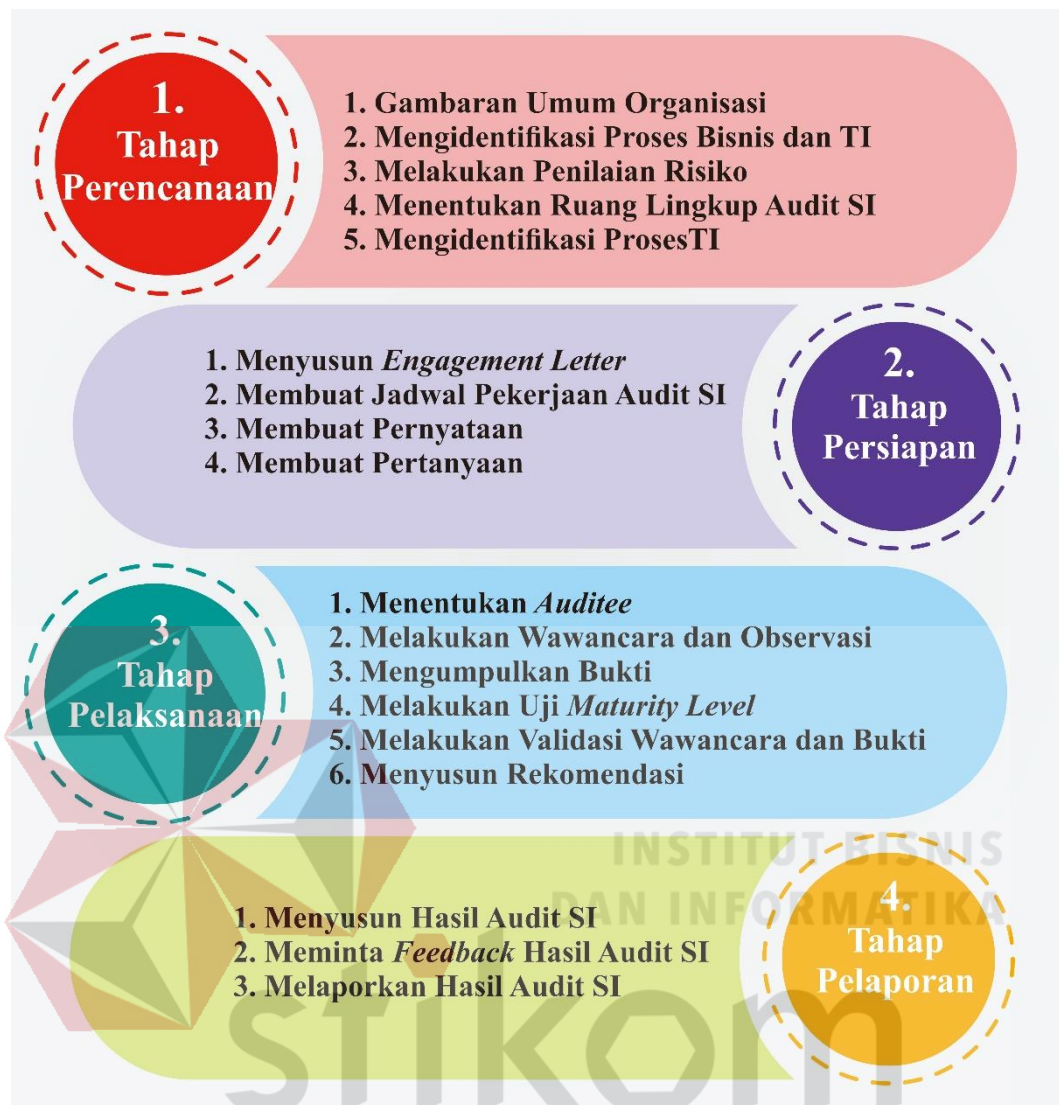 1.
Tahap
Perencanaan
1. Gambaran Umum Organisasi
2. Mengidentifikasi Proses Bisnis dan TI
3. Melakukan Penilaian Risiko
4. Menentukan Ruang Lingkup Audit SI
5. Mengidentifikasi ProsesTI
1. Menyusun Engagement Letter
2. Membuat Jadwal Pekerjaan Audit SI
3. Membuat Pernyataan
4. Membuat Pertanyaan
2.
Tahap
Persiapan
3.
Tahap
Pelaksanaan
1. Menentukan Auditee
2. Melakukan Wawancara dan Observasi
3. Mengumpulkan Bukti
4. Melakukan Uji Maturity Level
5. Melakukan Validasi Wawancara dan Bukti
6. Menyusun Rekomendasi
INSTITUT BISNIS
DAN INFORMATIKA
stikom
1. Menyusun Hasil Audit SI
2. Meminta Feedback Hasil Audit SI
3. Melaporkan Hasil Audit SI
4.
Tahap
Pelaporan